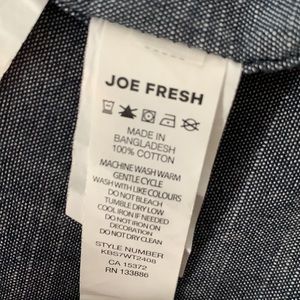 JOE FRESH
MADE IN
BANGLADESH
100% COTTON
MACHINE WASH WARM
GENTLE CYCLE
WASH WITH LIKE COLOURS
DO NOT BLEACH
TUMBLE DRY LOW
COOL IRON IF NEEDED
DO NOT IRON ON
DECORATION
DO NOT DRY CLEAN
STYLE NUMBER
KBS7WT2408
CA 15372
RN 133886